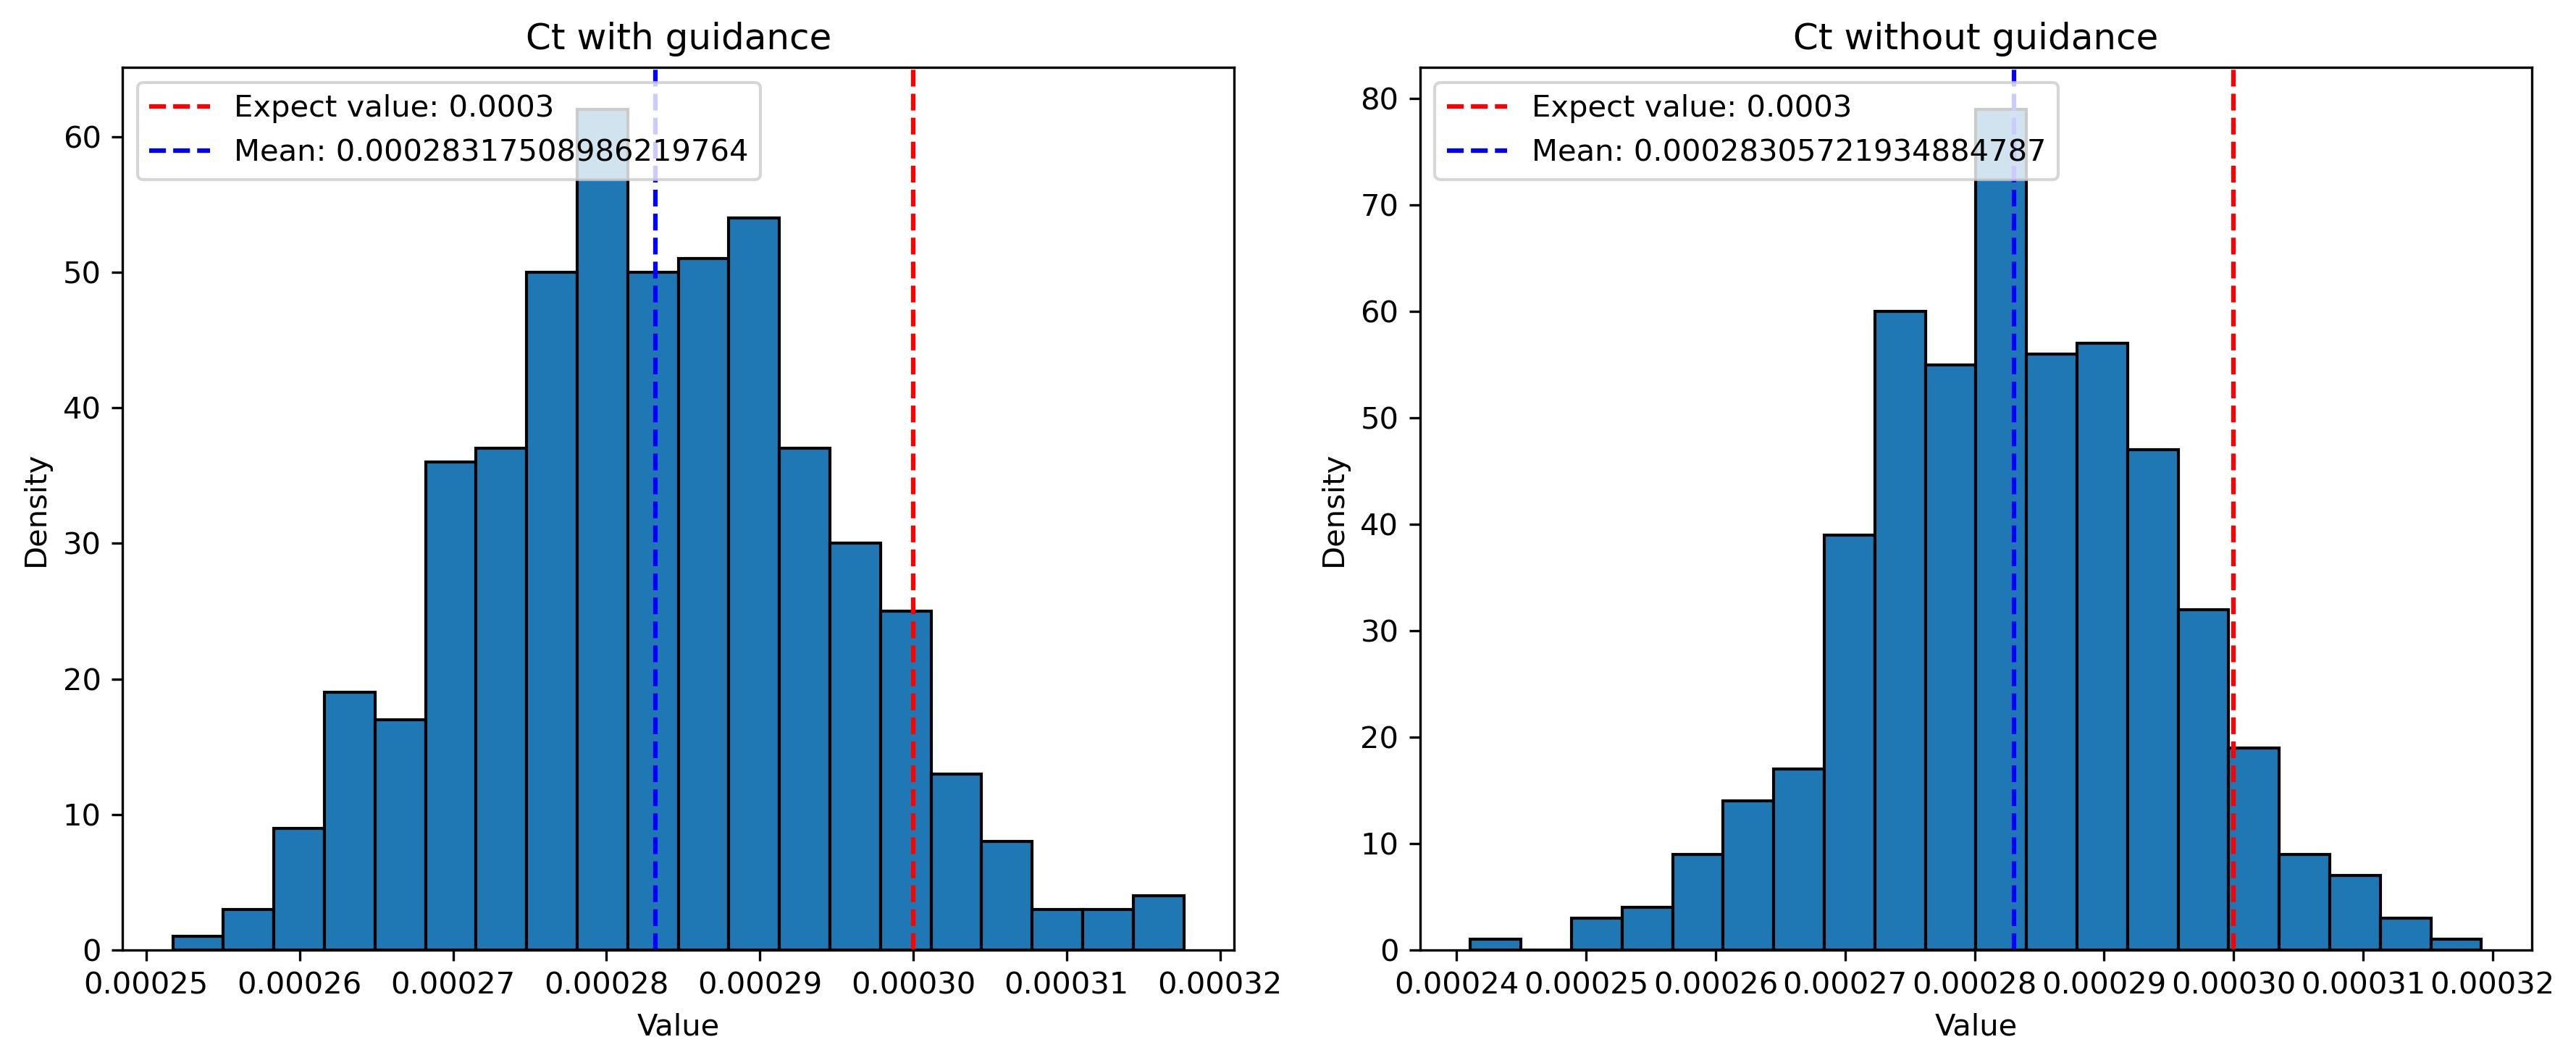 Ct with guidance
Expect value: 0.0003
Mean: 0.00028317508986219764
60
50
40
30
20
10
0
Density
0.00025 0.00026 0.00027 0.00028 0.00029 0.00030 0.00031 0.00032
Value
Ct without guidance
Expect value: 0.0003
Mean: 0.00028305721934884787
80
70
60
50
40
30
20
10
0
Density
0.00024 0.00025 0.00026 0.00027 0.00028 0.00029 0.00030 0.00031 0.00032
Value